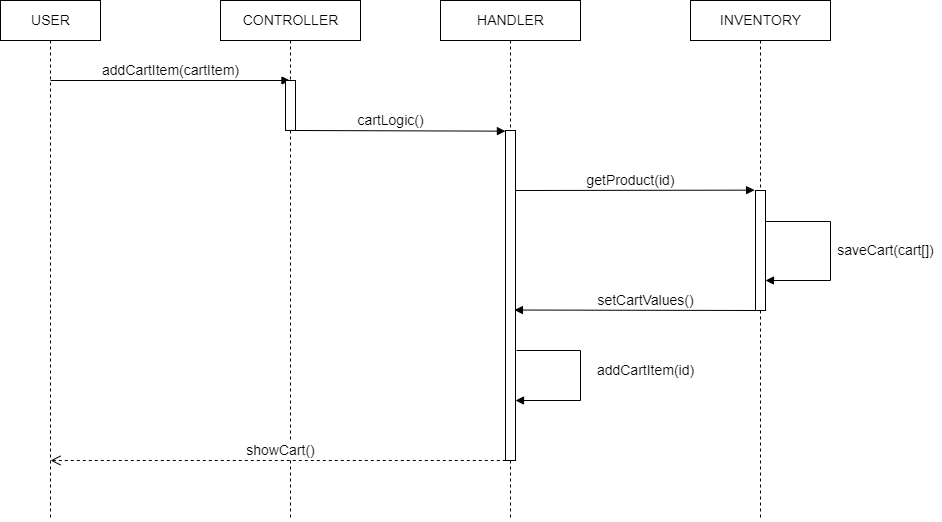 USER
CONTROLLER
HANDLER
INVENTORY
addCartItem(cartItem)
cartLogic()
getProduct(id)
saveCart(cart[])
setCartValues()
addCartItem(id)
showCart()